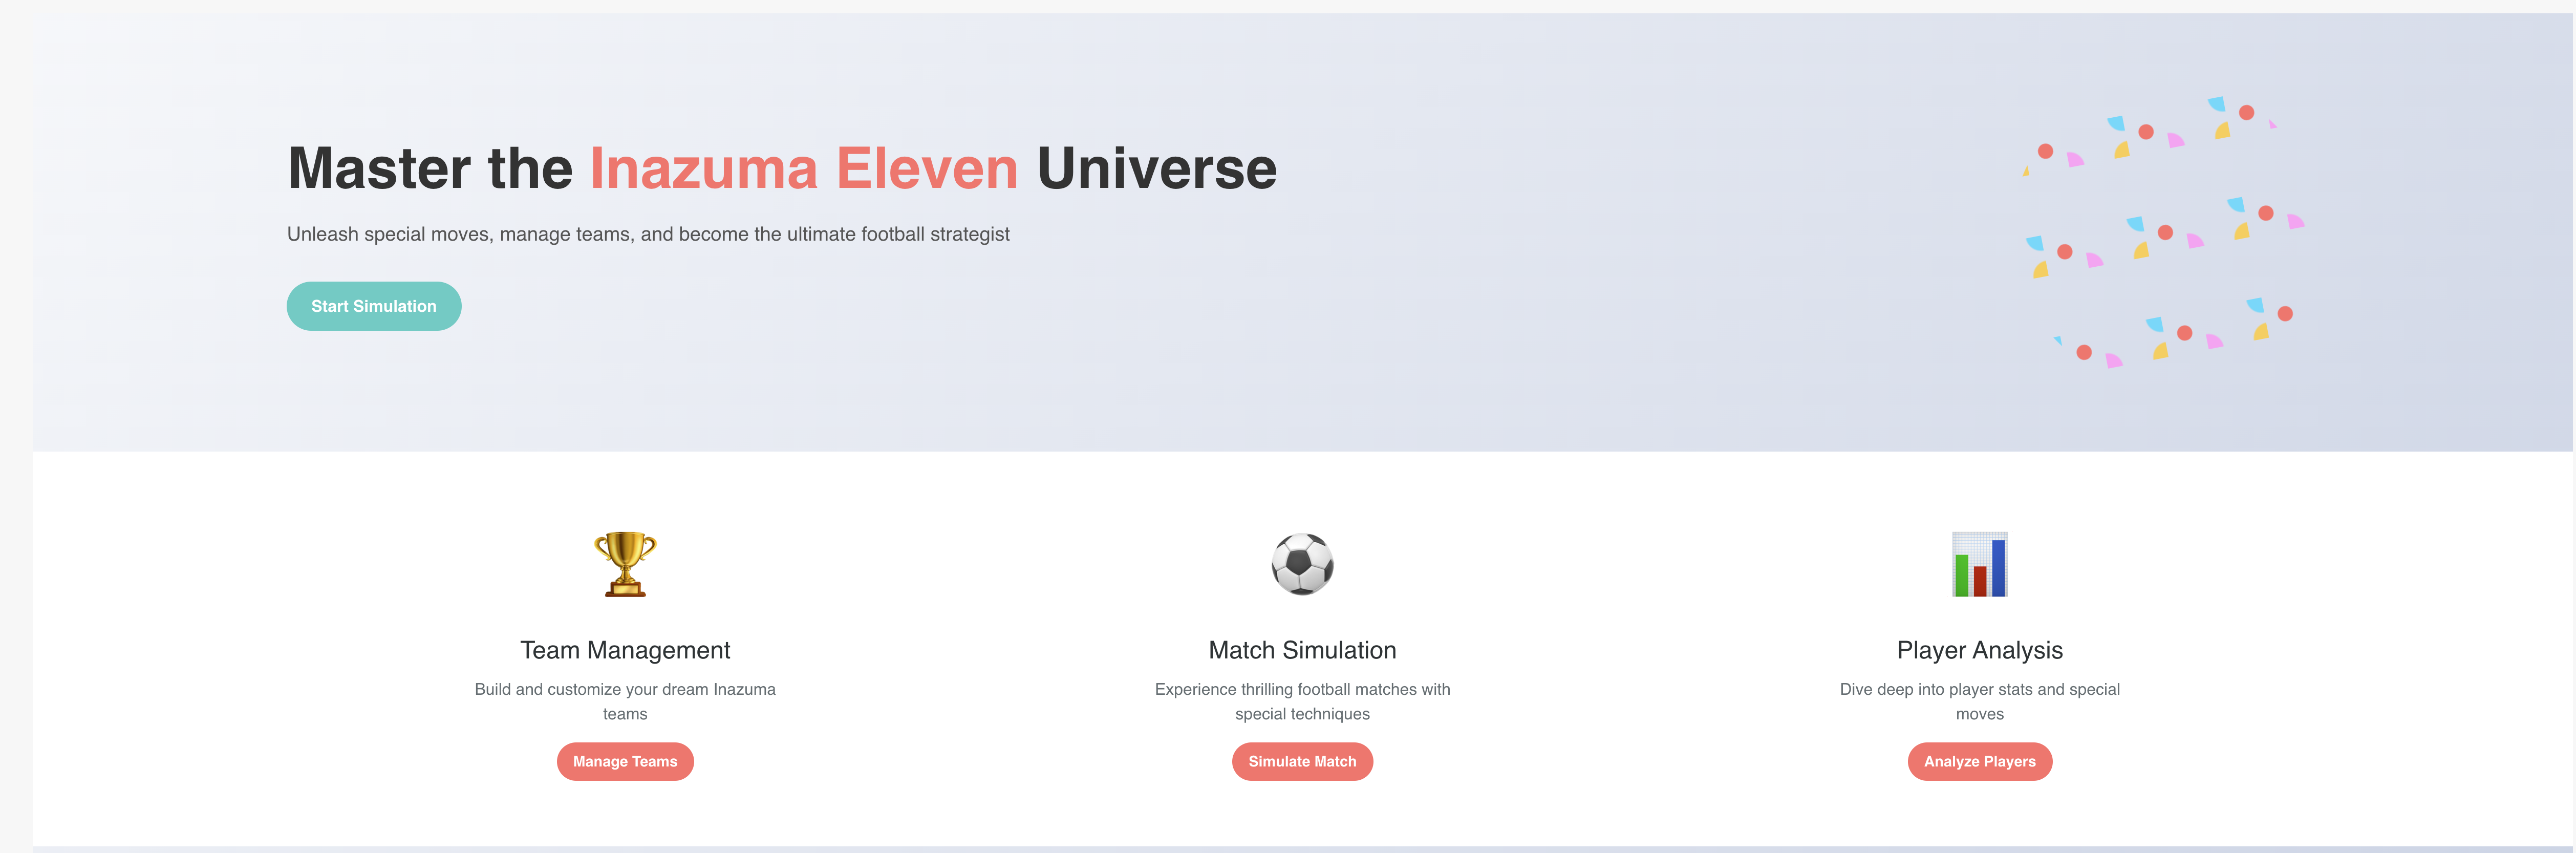 Master the Inazuma Eleven Universe
Unleash special moves, manage teams, and become the ultimate football strategist
Start Simulation
Team Management
Build and customize your dream Inazuma
teams
Manage Teams
Match Simulation
Experience thrilling football matches with
special techniques
Simulate Match
Player Analysis
Dive deep into player stats and special
moves
Analyze Players